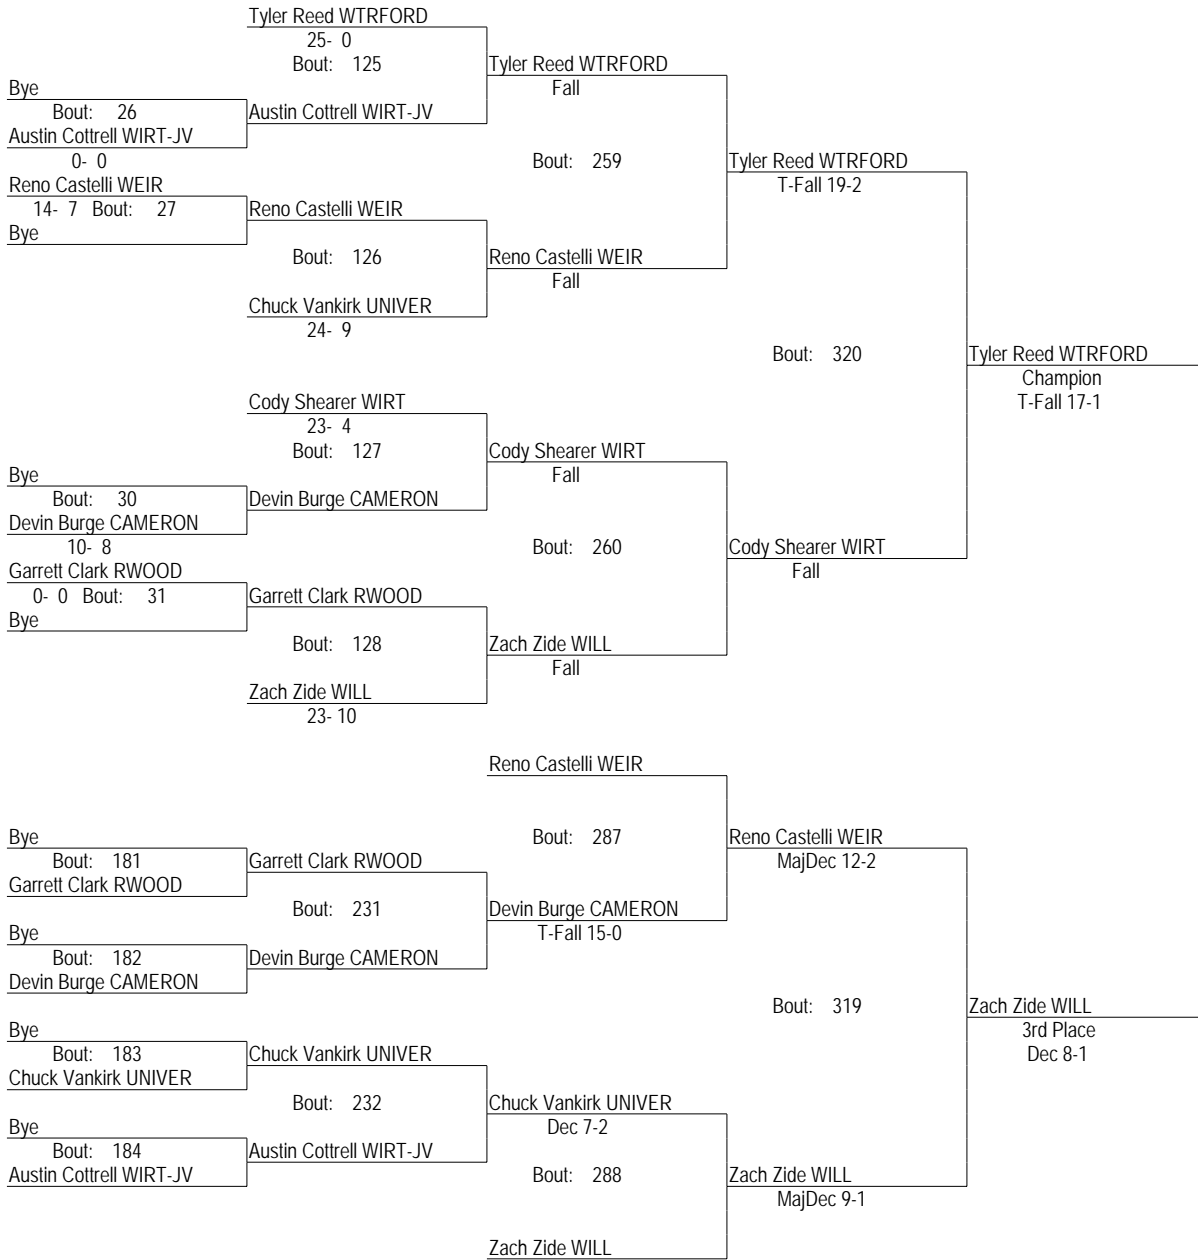 Tyler Reed WTRFORD
25- 0
Bout: 125
Tyler Reed WTRFORD
Fall
Bye
Bout: 26
Austin Cottrell WIRT-JV
Austin Cottrell WIRT-JV
0- 0
Bout: 259
Tyler Reed WTRFORD
T-Fall 19-2
Reno Castelli WEIR
14- 7 Bout: 27
Reno Castelli WEIR
Bye
Bout: 126
Reno Castelli WEIR
Fall
Chuck Vankirk UNIVER
24- 9
Bout: 320
Tyler Reed WTRFORD
Champion
T-Fall 17-1
Cody Shearer WIRT
23- 4
Bout: 127
Cody Shearer WIRT
Fall
Bye
Bout: 30
Devin Burge CAMERON
Devin Burge CAMERON
10- 8
Bout: 260
Cody Shearer WIRT
Fall
Garrett Clark RWOOD
0- 0 Bout: 31
Garrett Clark RWOOD
Bye
Bout: 128
Zach Zide WILL
Fall
Zach Zide WILL
23- 10
Reno Castelli WEIR
Bout: 287
Reno Castelli WEIR
MajDec 12-2
Bye
Bout: 181
Garrett Clark RWOOD
Garrett Clark RWOOD
Bout: 231
Devin Burge CAMERON
T-Fall 15-0
Bye
Bout: 182
Devin Burge CAMERON
Devin Burge CAMERON
Bout: 319
Zach Zide WILL
3rd Place
Dec 8-1
Bye
Bout: 183
Chuck Vankirk UNIVER
Chuck Vankirk UNIVER
Bout: 232
Chuck Vankirk UNIVER
Dec 7-2
Bye
Bout: 184
Austin Cottrell WIRT-JV
Austin Cottrell WIRT-JV
Bout: 288
Zach Zide WILL
MajDec 9-1
Zach Zide WILL